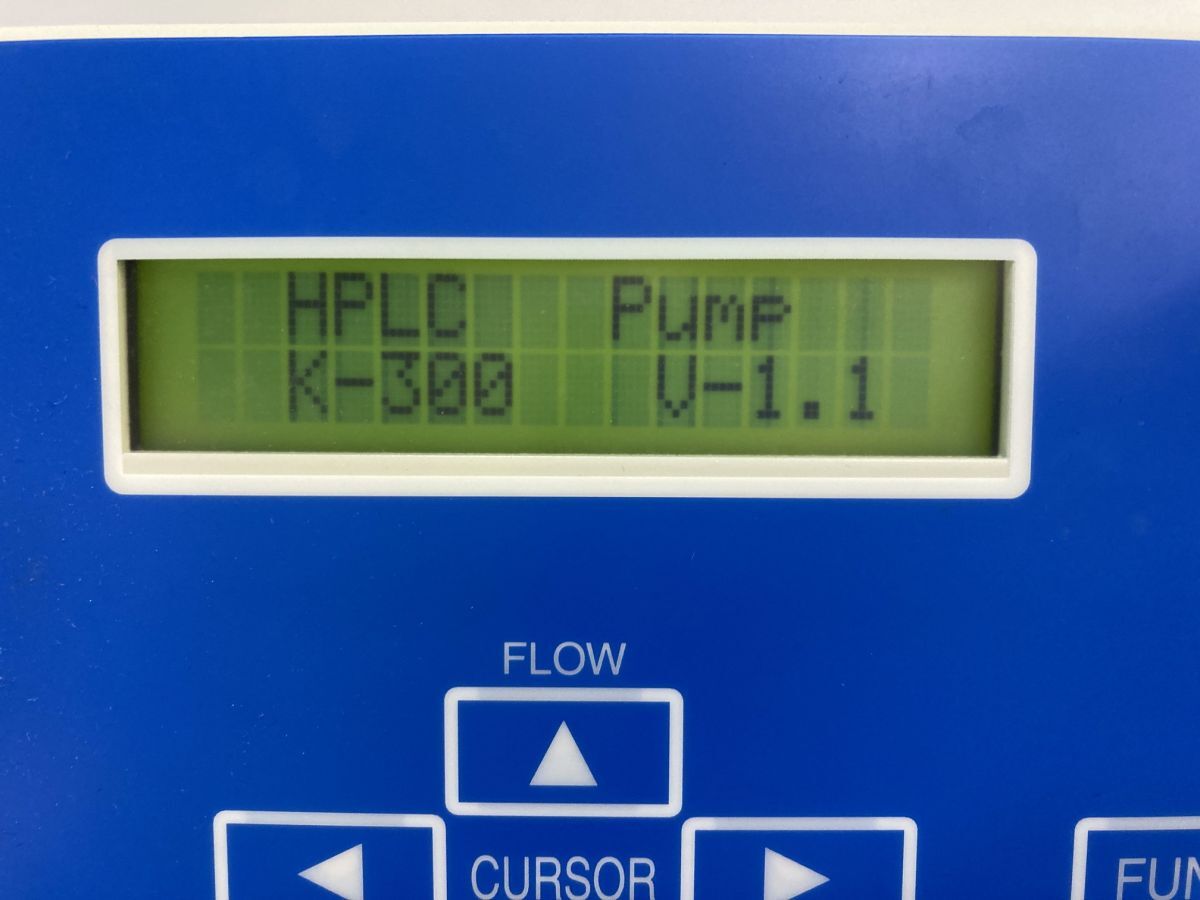 HPLC Pump
K-300 V-1.1
FLOW
CURSOR